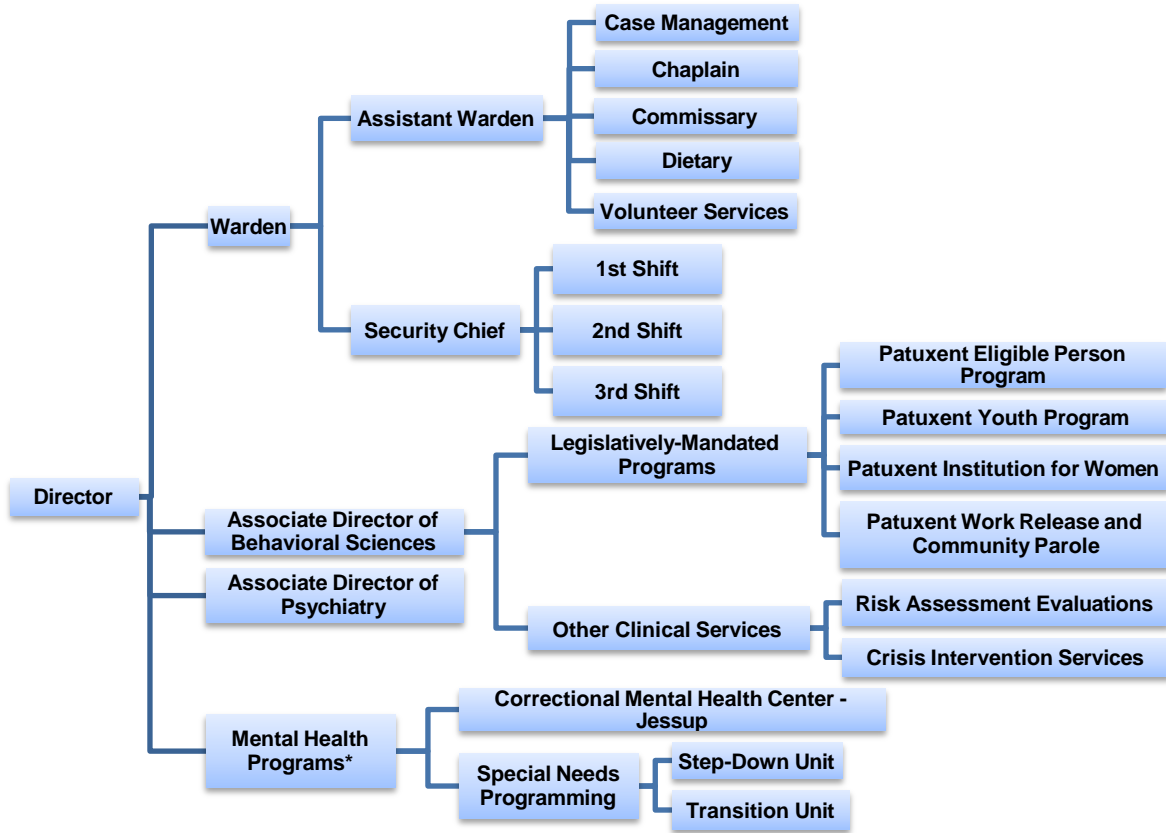 Case Management
Chaplain
Assistant Warden
Commissary
Dietary
Volunteer Services
Warden
1st Shift
Security Chief
2nd Shift
3rd Shift
Patuxent Eligible Person
Program
Patuxent Youth Program
Legislatively-Mandated
Programs
Patuxent Institution for Women
Patuxent Work Release and
Community Parole
Director
Associate Director of
Behavioral Sciences
Associate Director of
Psychiatry
Other Clinical Services
Risk Assessment Evaluations
Crisis Intervention Services
Mental Health
Programs*
Correctional Mental Health Center -
Jessup
Special Needs
Programming
Step-Down Unit
Transition Unit